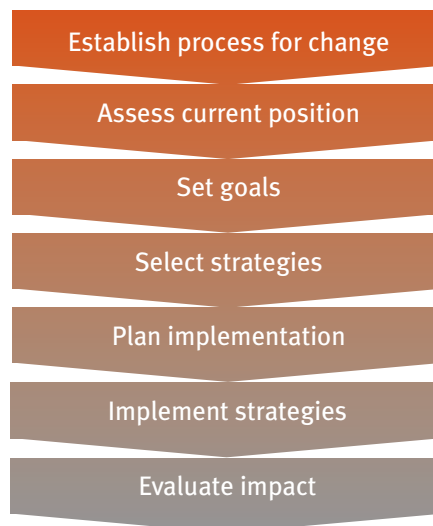 Establish process for change
Assess current position
Set goals
Select strategies
Plan implementation
Implement strategies
Evaluate impact